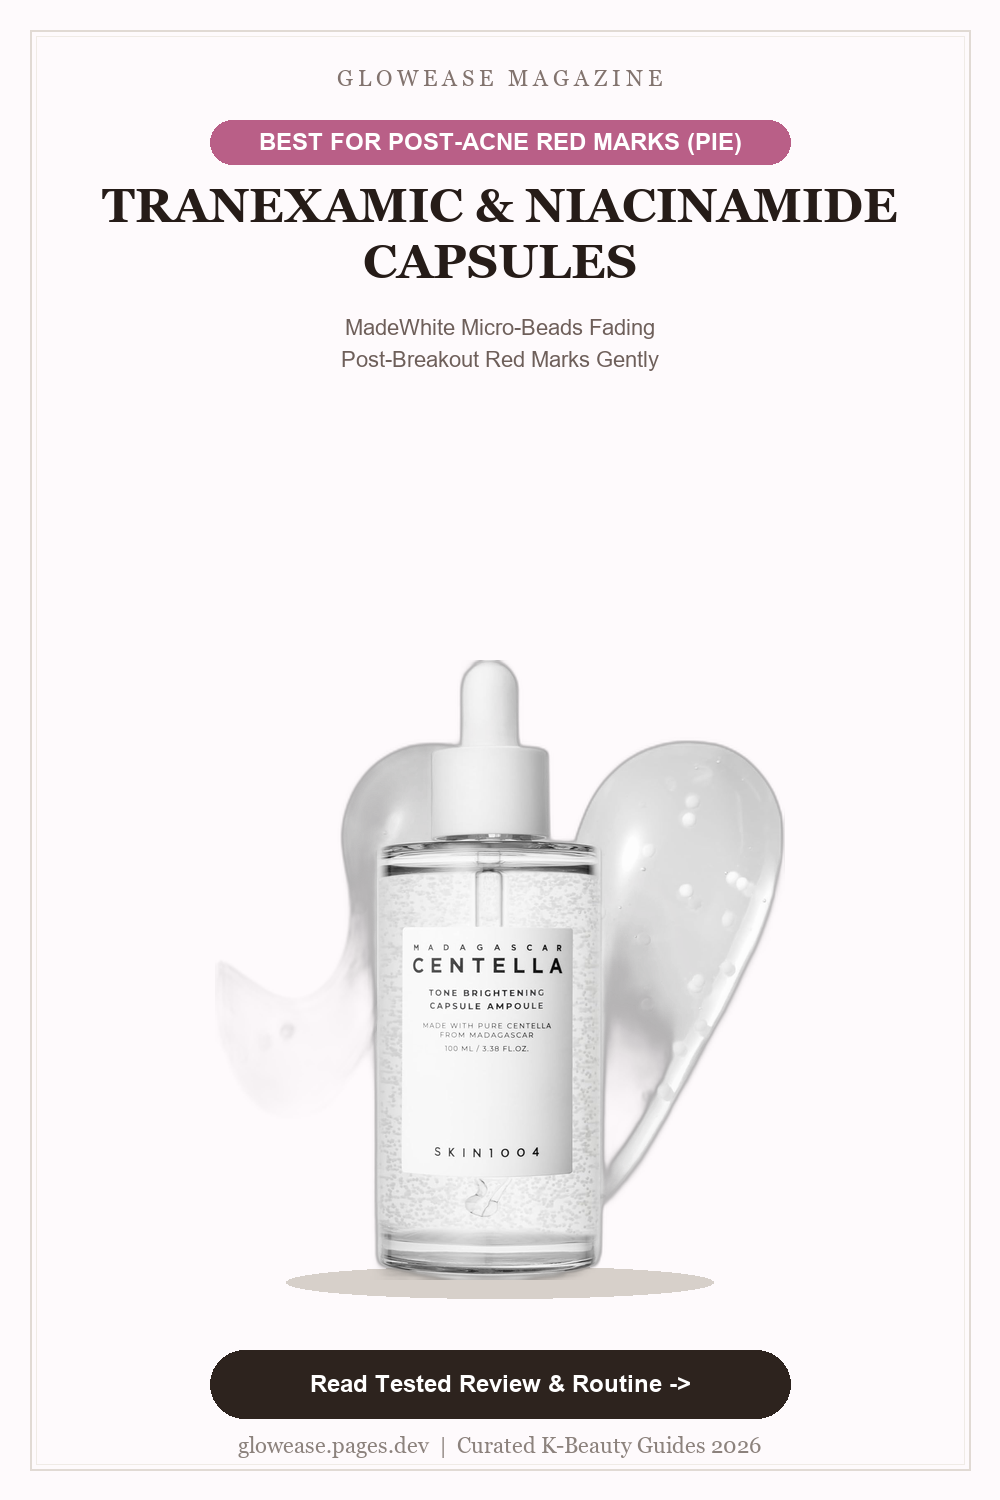 GLOWEASE MAGAZINE
BEST FOR POST-ACNE RED MARKS (PIE)
TRANEXAMIC & NIACINAMIDE
CAPSULES
MadeWhite Micro-Beads Fading
Post-Breakout Red Marks Gently
MADAGASCAR
CENTELLA
TONE BRIGHTENING
CAPSULE AMPOULE
MADE WITH PURE CENTELLA
FROM MADAGASCAR
100 ML / 3.38 FL.OZ.
SKIN1004
Read Tested Review & Routine ->
glowease.pages.dev | Curated K-Beauty Guides 2026